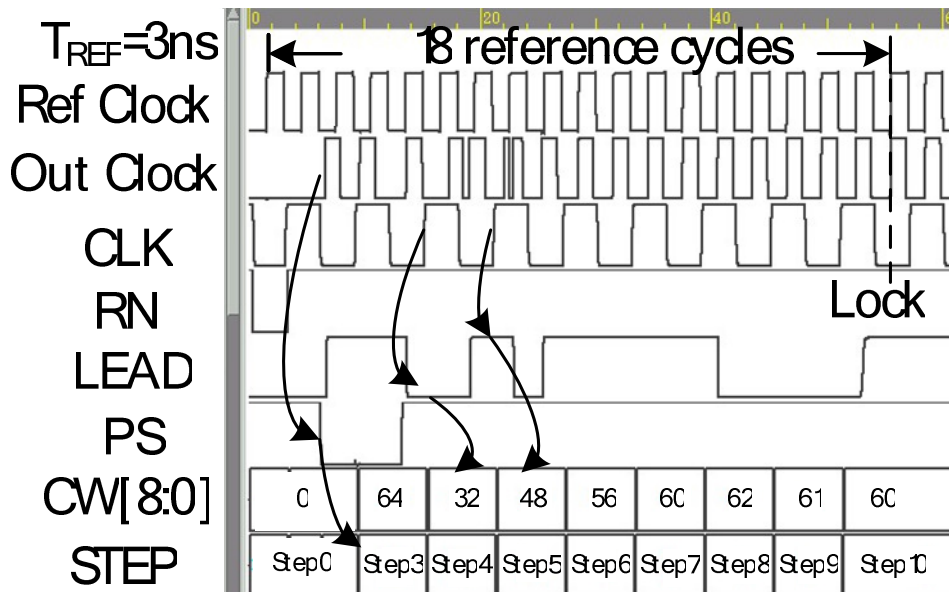 0 20 40
T_REF=3ns 18 reference cycles
Ref Clock
Out Clock
CLK
RN Lock
LEAD
PS
CW[8:0] 0 64 32 48 56 60 62 61 60
STEP Step0 Step3 Step4 Step5 Step6 Step7 Step8 Step9 Step10